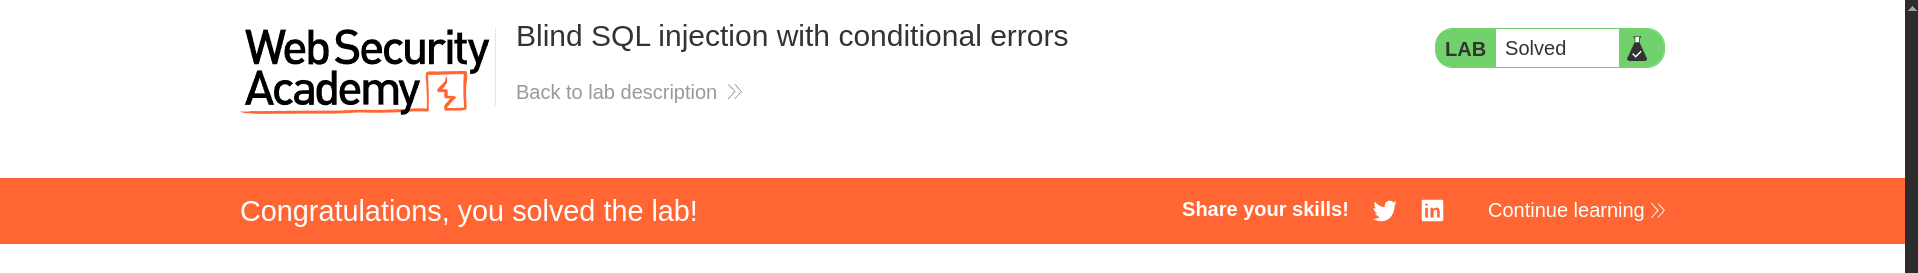 Web Security
Academy
Blind SQL injection with conditional errors
Back to lab description
LAB Solved
Congratulations, you solved the lab!
Share your skills!
Continue learning